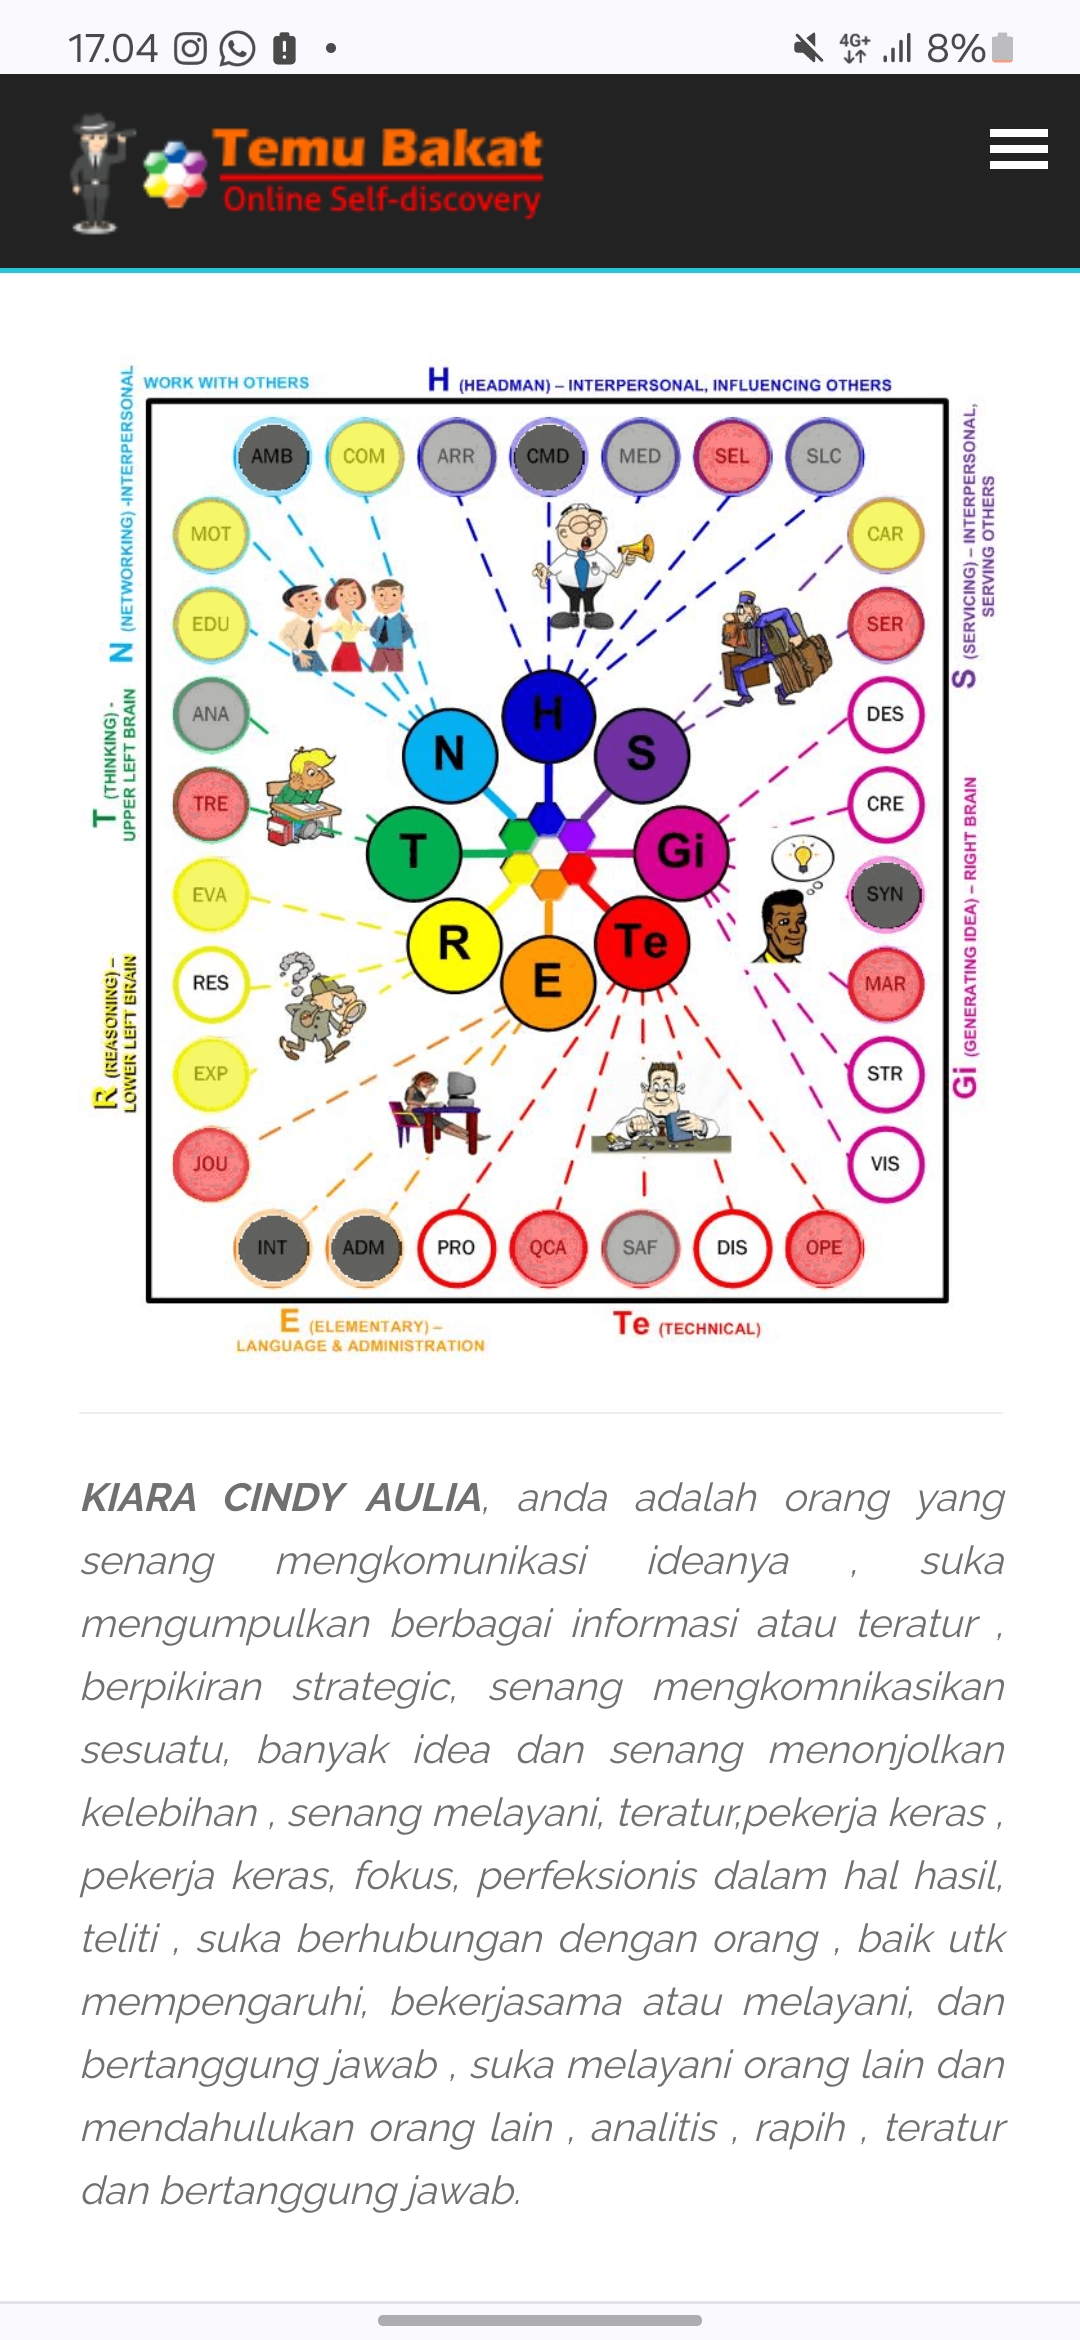 17.04
4G+
8%
Temu Bakat
Online Self-discovery
WORK WITH OTHERS
H (HEADMAN) – INTERPERSONAL, INFLUENCING OTHERS
N (NETWORKING) -INTERPERSONAL
T (THINKING) -
UPPER LEFT BRAIN
R (REASONING) –
LOWER LEFT BRAIN
S (SERVICING) – INTERPERSONAL,
SERVING OTHERS
Gi (GENERATING IDEA) – RIGHT BRAIN
AMB COM ARR CMD MED SEL SLC
MOT CAR
EDU SER
ANA DES
TRE CRE
EVA SYN
RES MAR
EXP STR
JOU VIS
INT ADM PRO QCA SAF DIS OPE
H
N S
T Gi
R Te
E
E (ELEMENTARY) –
LANGUAGE & ADMINISTRATION
Te (TECHNICAL)
KIARA CINDY AULIA, anda adalah orang yang
senang mengkomunikasi ideanya , suka
mengumpulkan berbagai informasi atau teratur ,
berpikiran strategic, senang mengkomnikasikan
sesuatu, banyak idea dan senang menonjolkan
kelebihan , senang melayani, teratur,pekerja keras ,
pekerja keras, fokus, perfeksionis dalam hal hasil,
teliti , suka berhubungan dengan orang , baik utk
mempengaruhi, bekerjasama atau melayani, dan
bertanggung jawab , suka melayani orang lain dan
mendahulukan orang lain , analitis , rapih , teratur
dan bertanggung jawab.